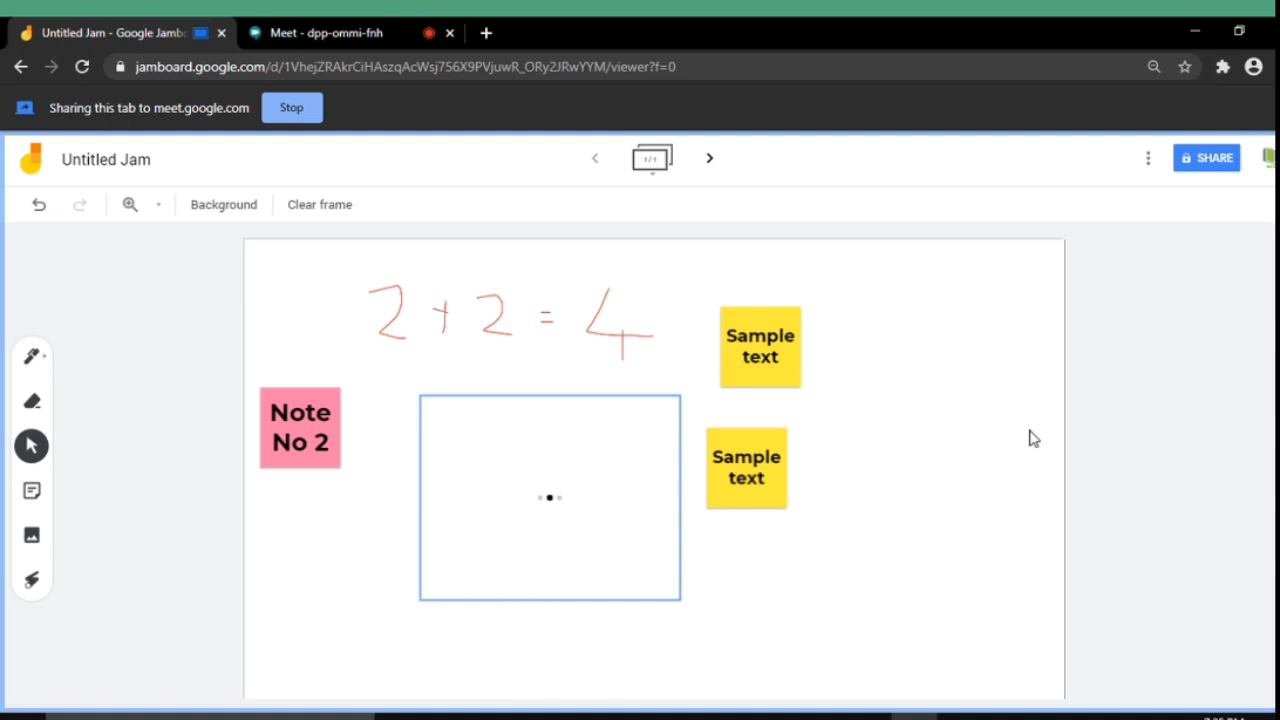 Untitled Jam - Google Jambo
Meet - dpp-ommi-fnh
jamboard.google.com/d/1VhejZRAkrCiHAszqAcWsj756X9PVjuwR_ORy2JRwYYM/viewer?f=0
Sharing this tab to meet.google.com
Stop
Untitled Jam
1/1
SHARE
Background
Clear frame
2 + 2 = 4
Sample
text
Note
No 2
Sample
text